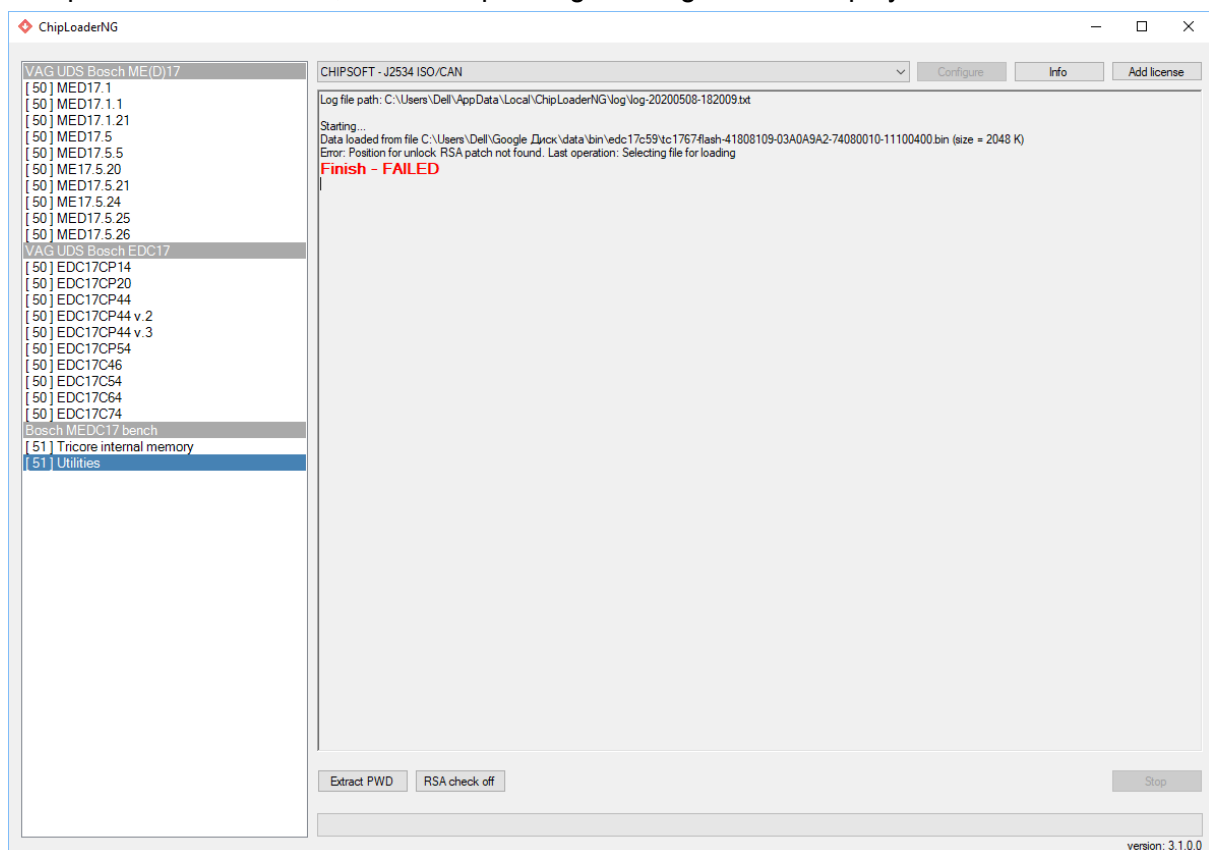 ChipLoaderNG
VAG UDS Bosch ME(D)17
[ 50 ] MED17.1
[ 50 ] MED17.1.1
[ 50 ] MED17.1.21
[ 50 ] MED17.5
[ 50 ] MED17.5.5
[ 50 ] ME17.5.20
[ 50 ] MED17.5.21
[ 50 ] ME17.5.24
[ 50 ] MED17.5.25
[ 50 ] MED17.5.26
VAG UDS Bosch EDC17
[ 50 ] EDC17CP14
[ 50 ] EDC17CP20
[ 50 ] EDC17CP44
[ 50 ] EDC17CP44 v.2
[ 50 ] EDC17CP44 v.3
[ 50 ] EDC17CP54
[ 50 ] EDC17C46
[ 50 ] EDC17C54
[ 50 ] EDC17C64
[ 50 ] EDC17C74
Bosch MEDC17 bench
[ 51 ] Tricore internal memory
[ 51 ] Utilities
CHIPSOFT - J2534 ISO/CAN
Configure
Info
Add license
Log file path: C:\Users\Dell\AppData\Local\ChipLoaderNG\log\log-20200508-182009.txt
Starting...
Data loaded from file C:\Users\Dell\Google Диск\data\bin\edc17c59\tc1767-flash-41808109-03A0A9A2-74080010-11100400.bin (size = 2048 K)
Error: Position for unlock RSA patch not found. Last operation: Selecting file for loading
Finish - FAILED
Extract PWD
RSA check off
Stop
version: 3.1.0.0